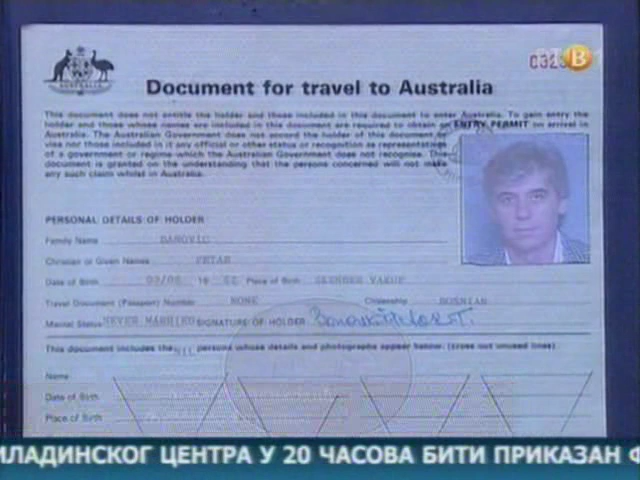 0323
B
AUSTRALIA
Document for travel to Australia
This document does not entitle the holder and those included in this document to enter Australia. To gain entry the
holder and those whose names are included in this document are required to obtain an ENTRY PERMIT on arrival in
Australia. The Australian Government does not accord the holder of this document or
visa nor those included in it any official or other status or recognition as representatives
of a government or regime which the Australian Government does not recognise. This
document is granted on the understanding that the persons concerned will not make
any such claim whilst in Australia.
PERSONAL DETAILS OF HOLDER
Family Name BANOVIC
Christian or Given Names PETAR
Date of Birth 19 Place of Birth SKENDER VAKUF
Travel Document (Passport) Number NONE Citizenship BOSNIAN
Marital Status NEVER MARRIED SIGNATURE OF HOLDER
This document includes the NIL persons whose details and photographs appear below. (cross out unused lines).
Name
Date of Birth
Place of Birth
ИЛАДИНСКОГ ЦЕНТРА У 20 ЧАСОВА БИТИ ПРИКАЗАН Ф